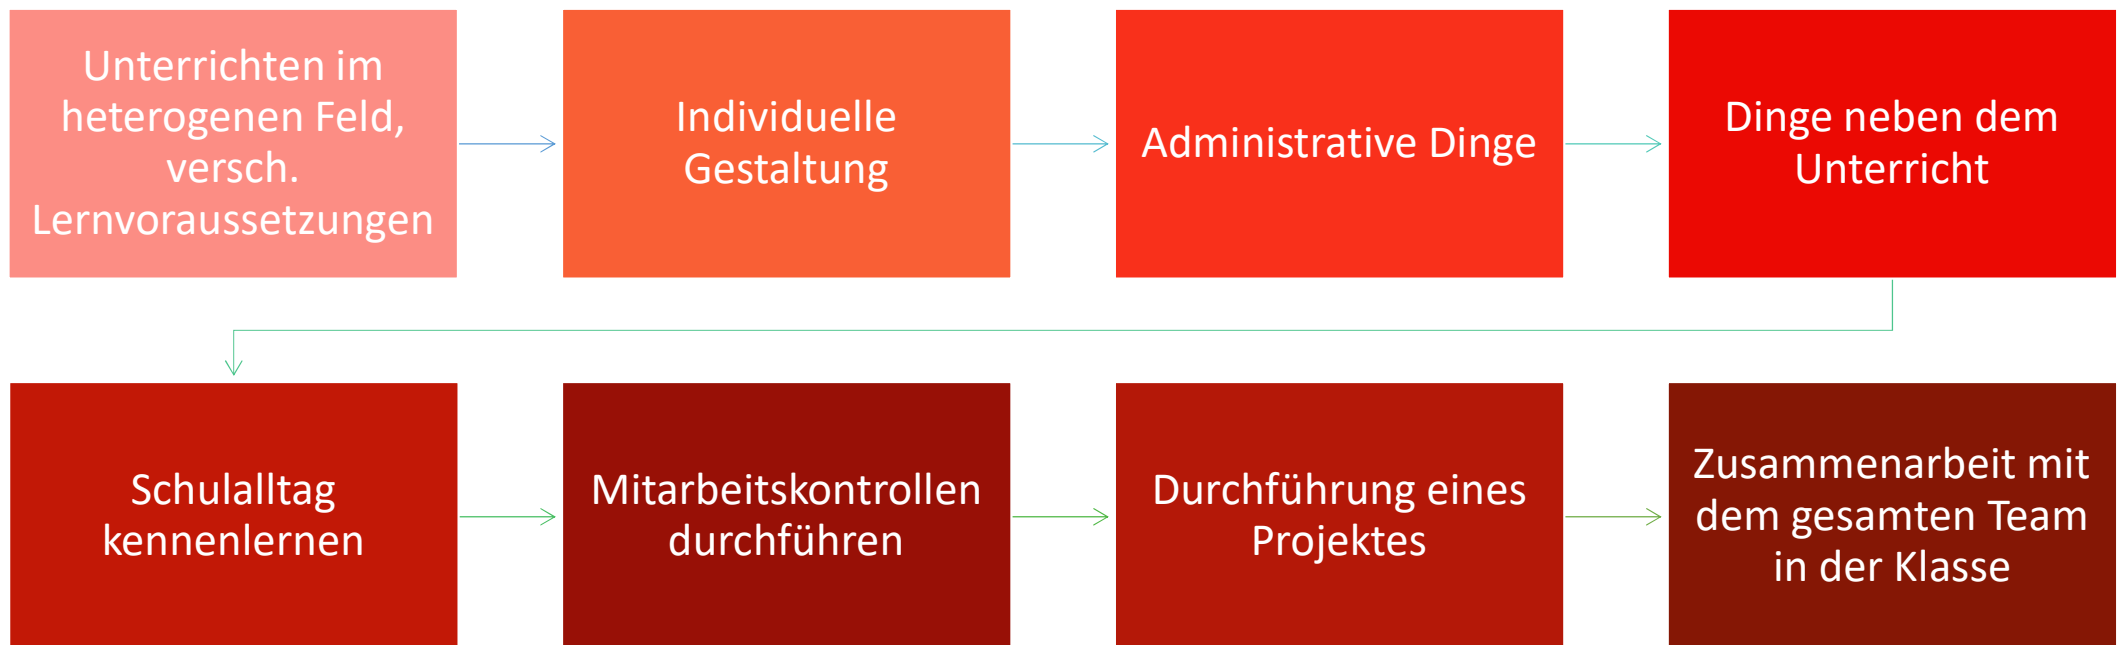 Unterrichten im
heterogenen Feld,
versch.
Lernvoraussetzungen
Individuelle
Gestaltung
Administrative Dinge
Dinge neben dem
Unterricht
Schulalltag
kennenlernen
Mitarbeitskontrollen
durchführen
Durchführung eines
Projektes
Zusammenarbeit mit
dem gesamten Team
in der Klasse